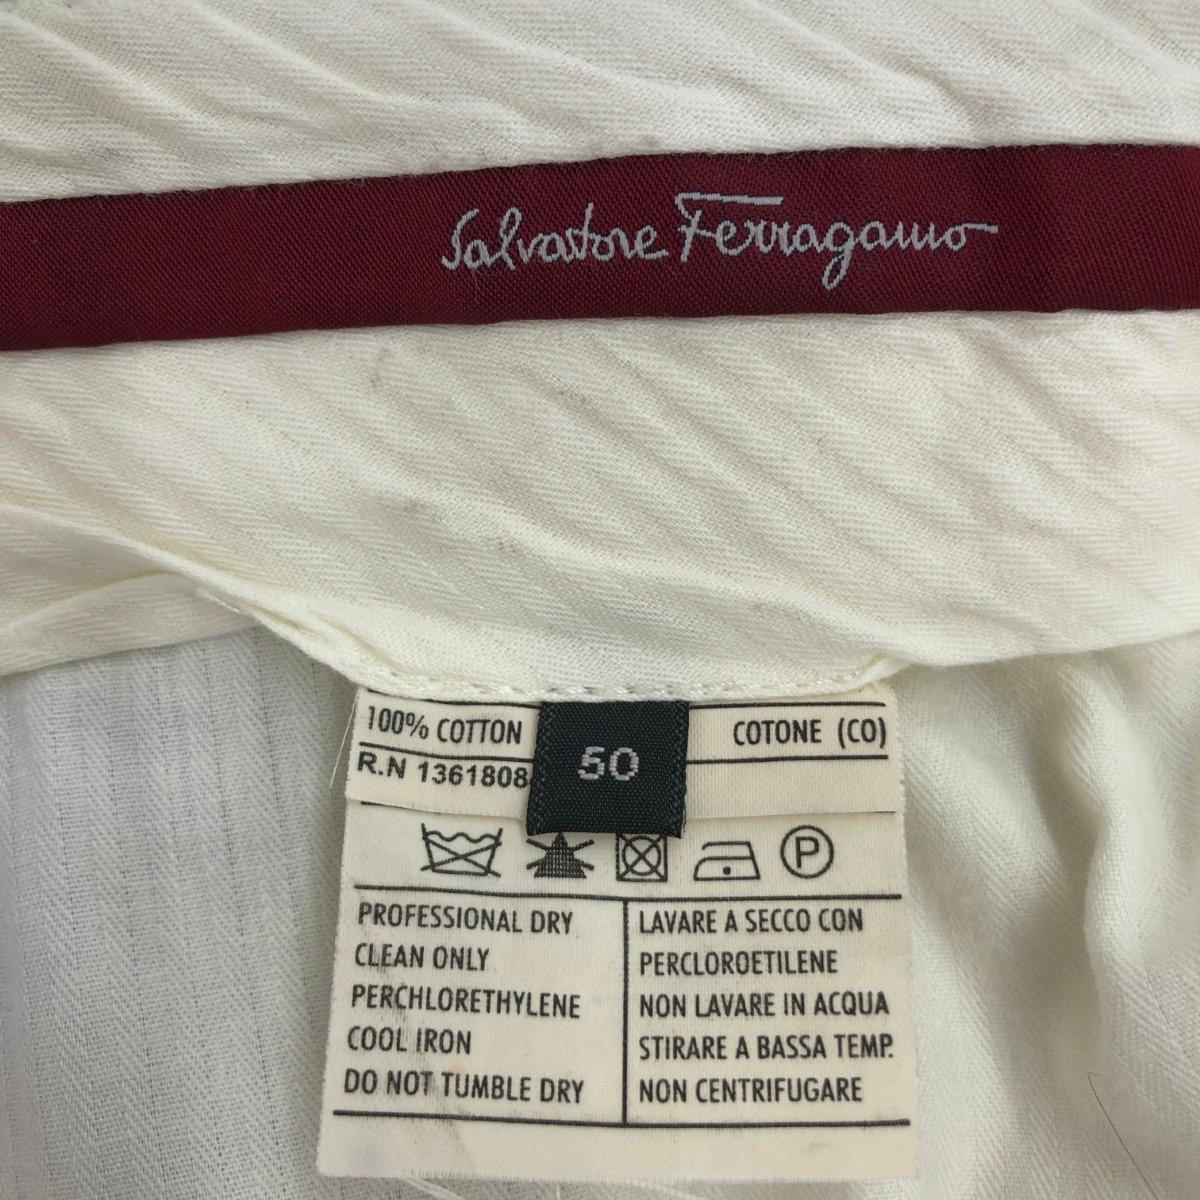 Salvatore Ferragamo
100% COTTON
COTONE (CO)
R.N 1361808
50
P
PROFESSIONAL DRY
CLEAN ONLY
PERCHLORETHYLENE
COOL IRON
DO NOT TUMBLE DRY
LAVARE A SECCO CON
PERCLOROETILENE
NON LAVARE IN ACQUA
STIRARE A BASSA TEMP.
NON CENTRIFUGARE